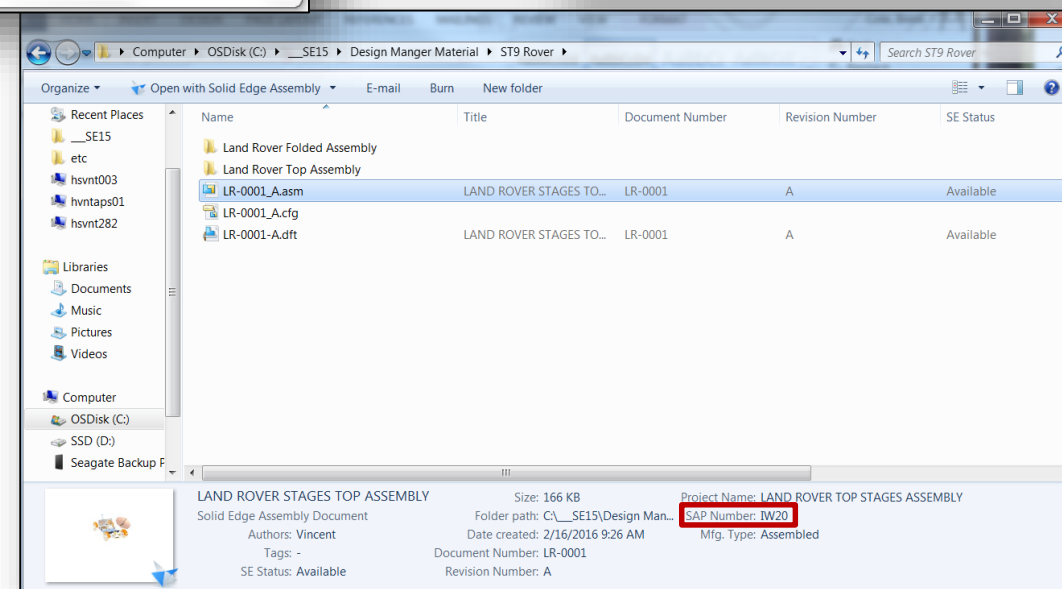 Computer ▸ OSDisk (C:) ▸ ___SE15 ▸ Design Manger Material ▸ ST9 Rover ▸
Search ST9 Rover
Organize Open with Solid Edge Assembly E-mail Burn New folder
Name Title Document Number Revision Number SE Status
Recent Places
___SE15
etc
hsvnt003
hvntaps01
hsvnt282
Libraries
Documents
Music
Pictures
Videos
Computer
OSDisk (C:)
SSD (D:)
Seagate Backup
Land Rover Folded Assembly
Land Rover Top Assembly
LR-0001_A.asm LAND ROVER STAGES TO... LR-0001 A Available
LR-0001_A.cfg
LR-0001-A.dft LAND ROVER STAGES TO... LR-0001 A Available
LAND ROVER STAGES TOP ASSEMBLY
Solid Edge Assembly Document
Authors: Vincent
Tags: -
SE Status: Available
Size: 166 KB
Folder path: C:\___SE15\Design Man...
Date created: 2/16/2016 9:26 AM
Document Number: LR-0001
Revision Number: A
Project Name: LAND ROVER TOP STAGES ASSEMBLY
SAP Number: IW20
Mfg. Type: Assembled